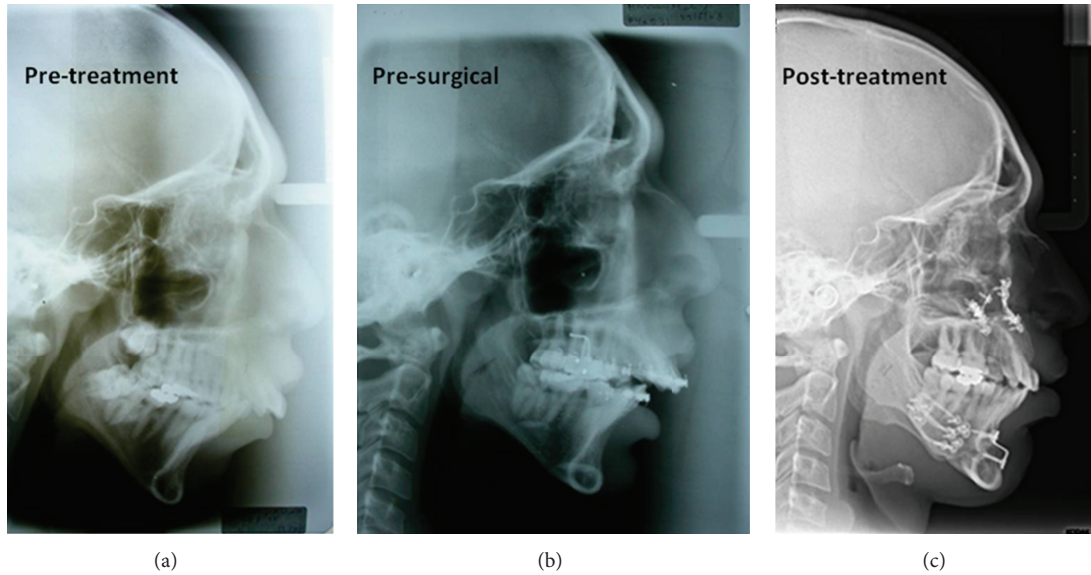 Pre-treatment
Pre-surgical
Post-treatment
(a)
(b)
(c)